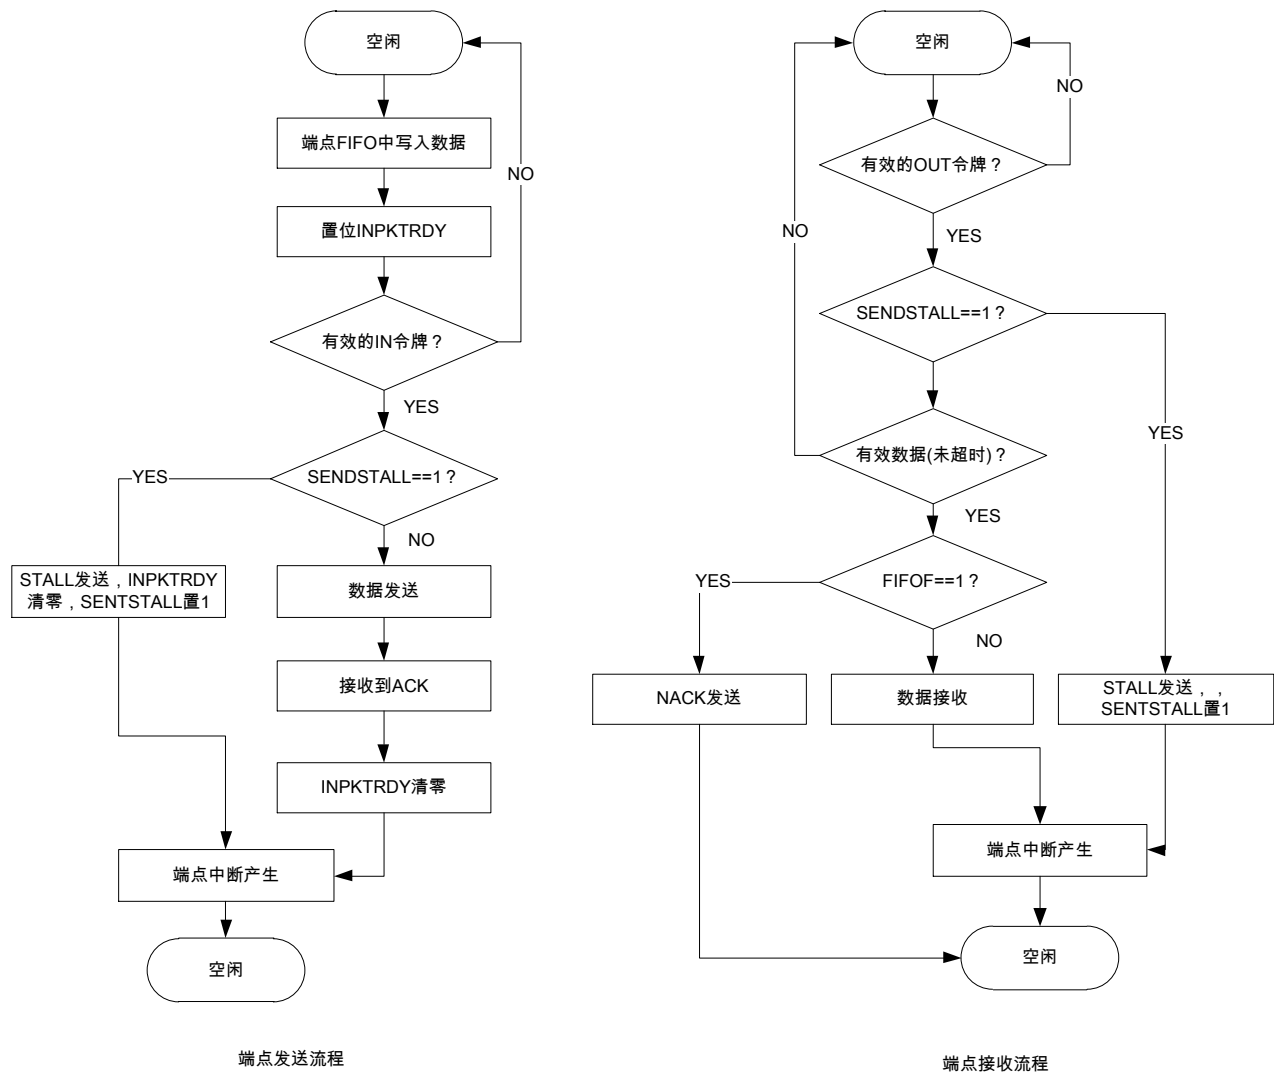 空闲
端点FIFO中写入数据
NO
置位INPKTRDY
有效的IN令牌？
YES
SENDSTALL==1？
YES
NO
STALL发送，INPKTRDY
清零，SENTSTALL置1
数据发送
接收到ACK
INPKTRDY清零
端点中断产生
空闲
端点发送流程
空闲
NO
有效的OUT令牌？
NO
YES
SENDSTALL==1？
YES
有效数据(未超时)？
YES
FIFOF==1？
YES
NO
NACK发送
数据接收
STALL发送，，
SENTSTALL置1
端点中断产生
空闲
端点接收流程